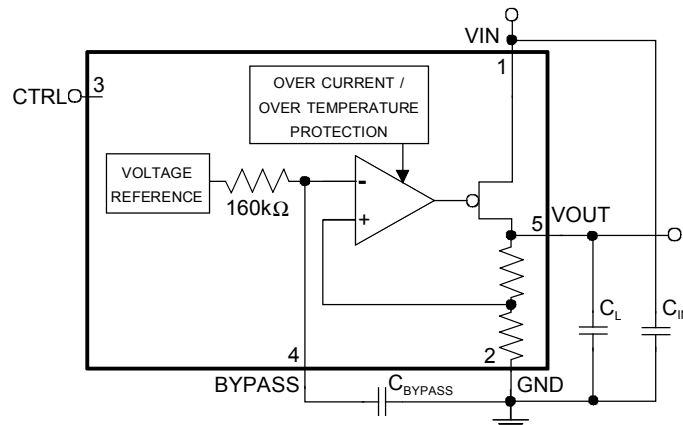 VIN
1
3
CTRL
OVER CURRENT /
OVER TEMPERATURE
PROTECTION
VOLTAGE
REFERENCE
160kΩ
-
+
5
VOUT
C_L
C_I
4
2
BYPASS
C_BYPASS
GND